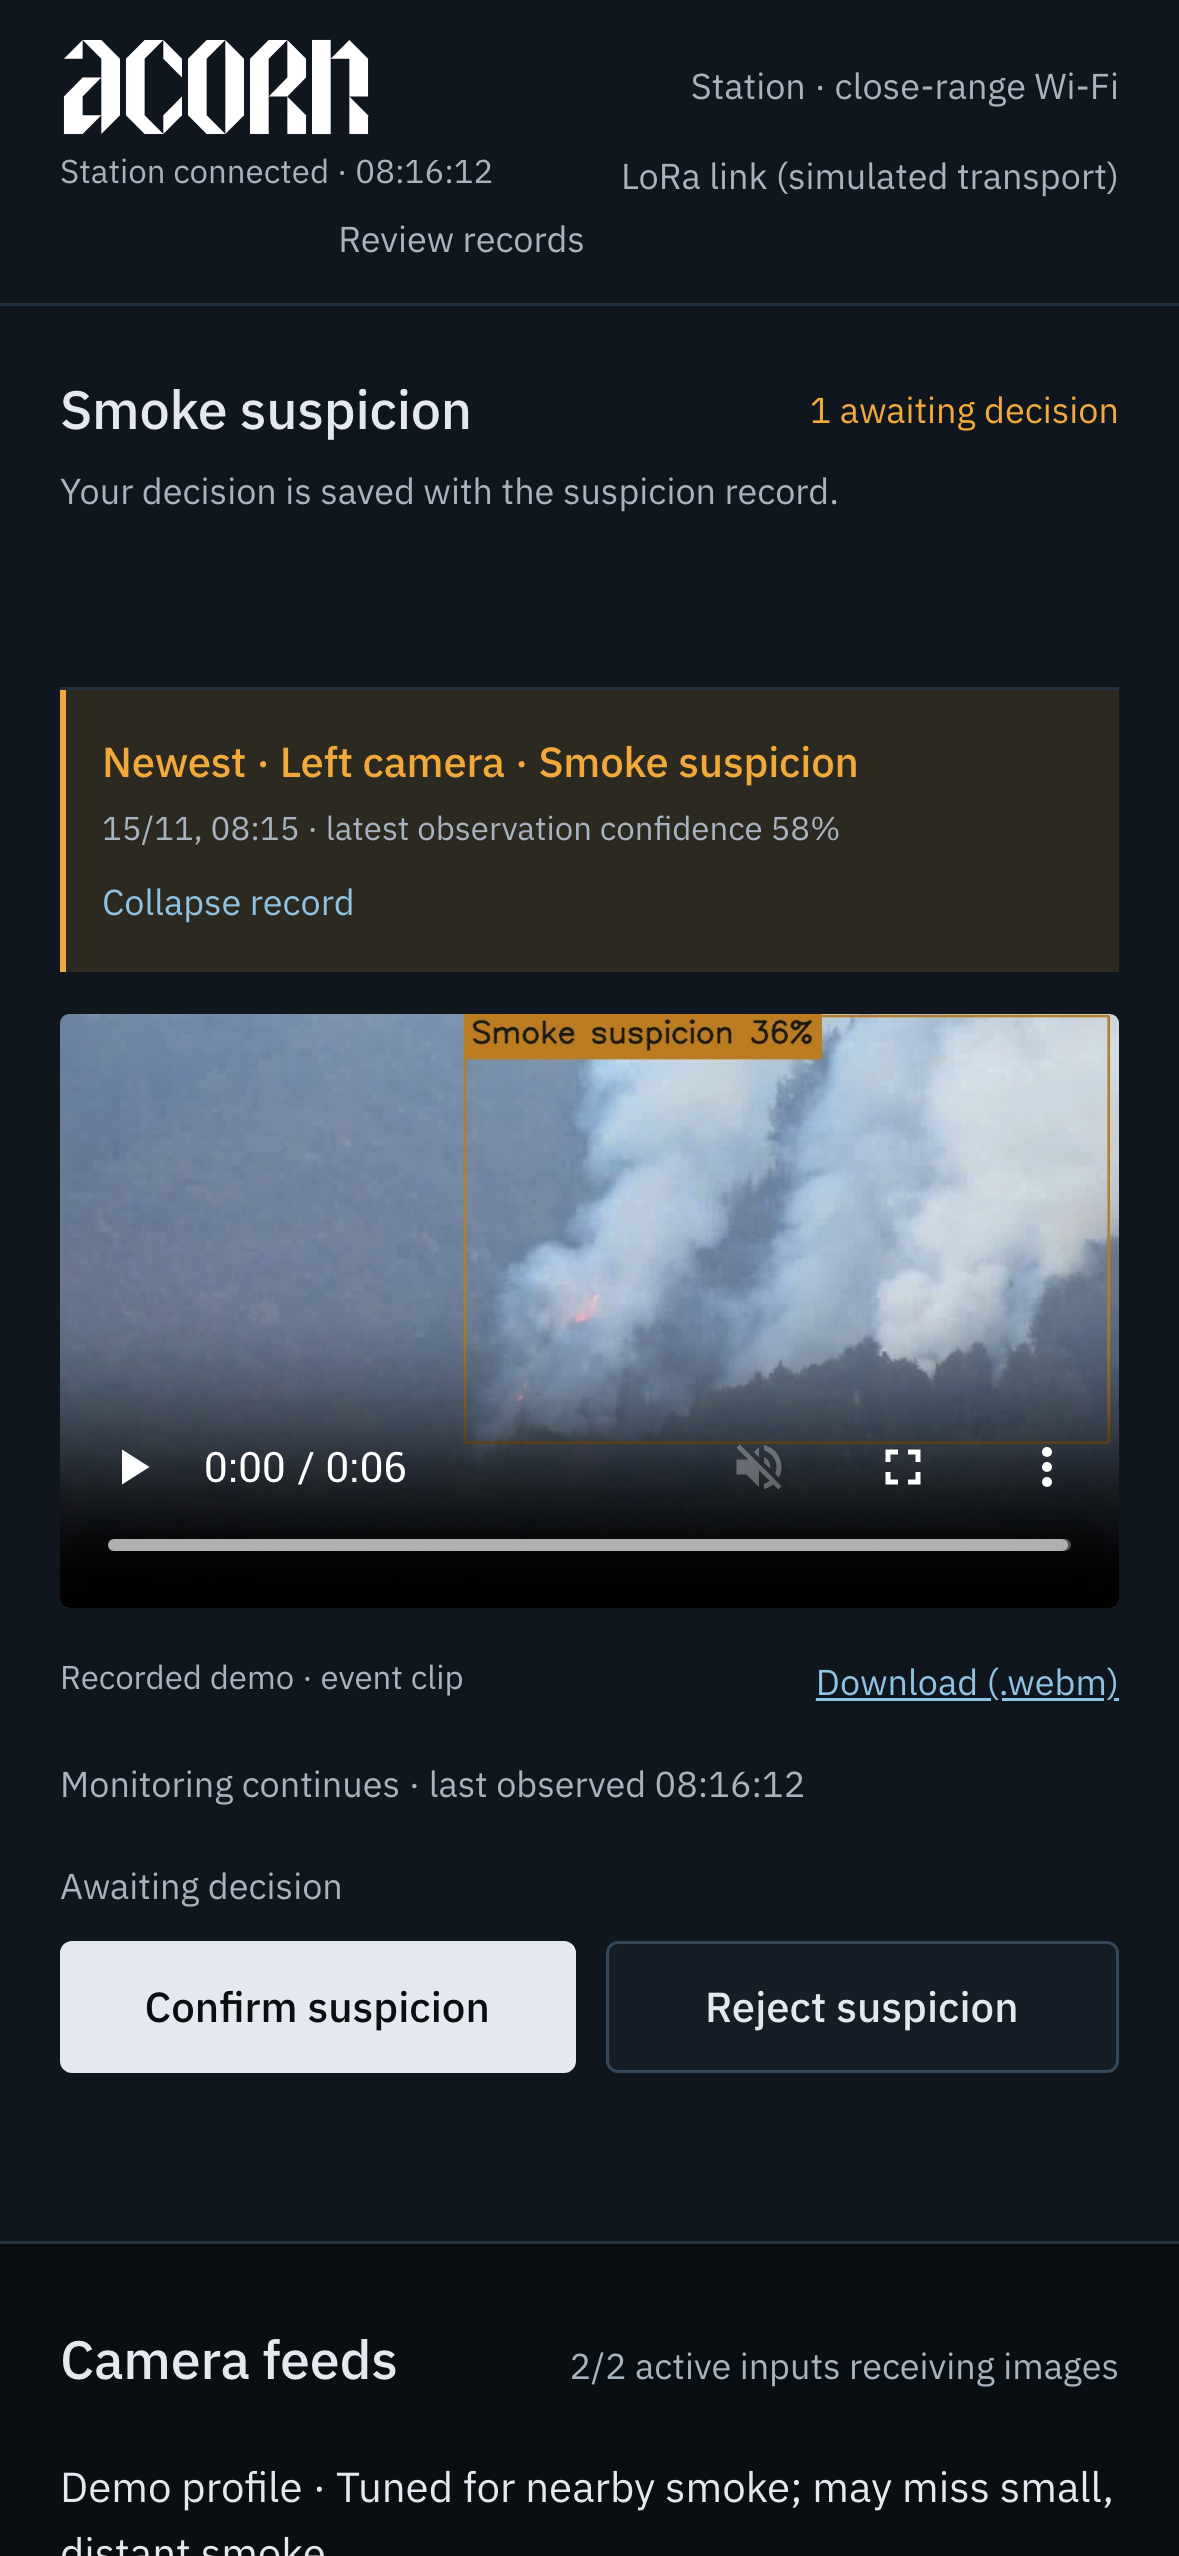 acorn
Station · close-range Wi-Fi
Station connected · 08:16:12
LoRa link (simulated transport)
Review records
Smoke suspicion
1 awaiting decision
Your decision is saved with the suspicion record.
Newest · Left camera · Smoke suspicion
15/11, 08:15 · latest observation confidence 58%
Collapse record
Smoke suspicion 36%
0:00 / 0:06
Recorded demo · event clip
Download (.webm)
Monitoring continues · last observed 08:16:12
Awaiting decision
Confirm suspicion
Reject suspicion
Camera feeds
2/2 active inputs receiving images
Demo profile · Tuned for nearby smoke; may miss small,
distant smoke